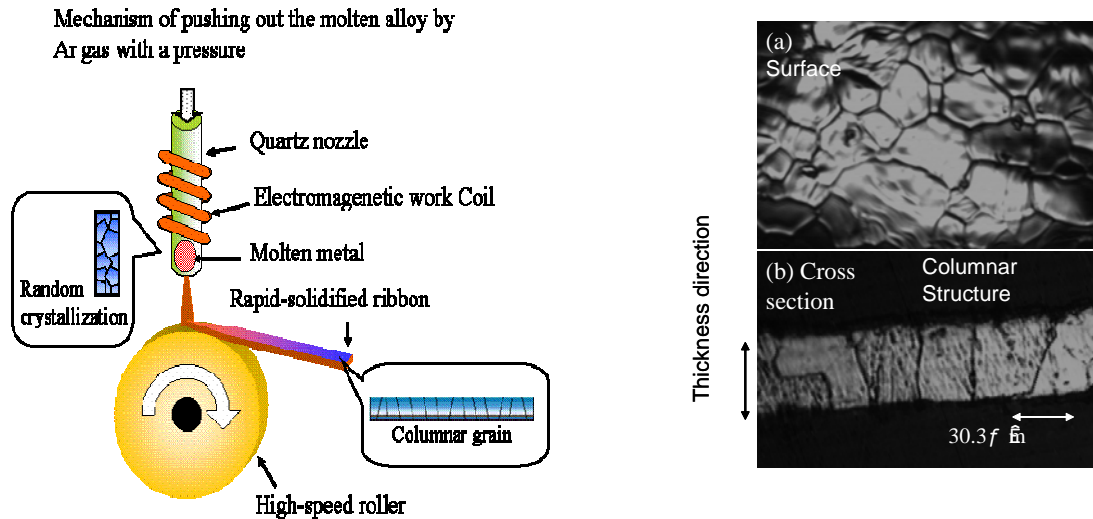 Mechanism of pushing out the molten alloy by
Ar gas with a pressure
Quartz nozzle
Electromagenetic work Coil
Molten metal
Random
crystallization
Rapid-solidified ribbon
Columnar grain
High-speed roller
(a)
Surface
Thickness direction
(b) Cross
section
Columnar
Structure
30.3